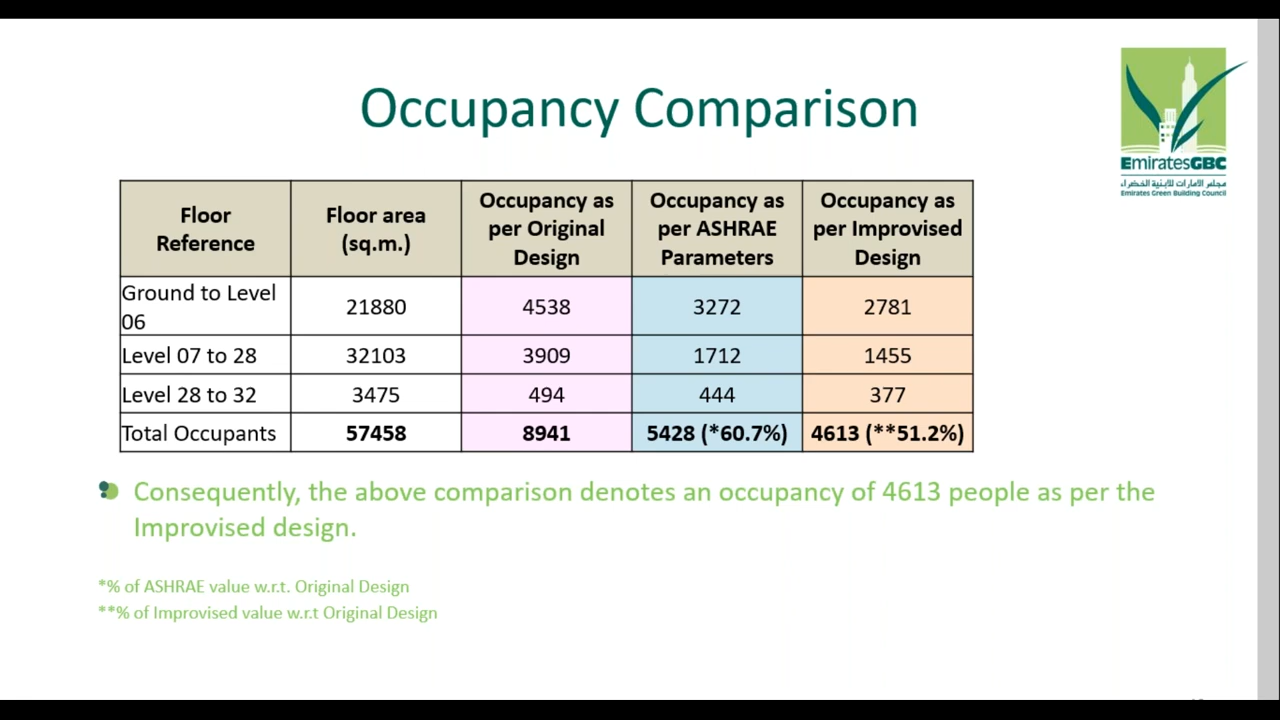 Occupancy Comparison
EmiratesGBC
مجلس الامارات للأبنية الخضراء
Emirates Green Building Council
Floor Reference	Floor area (sq.m.)	Occupancy as per Original Design	Occupancy as per ASHRAE Parameters	Occupancy as per Improvised Design
Ground to Level 06	21880	4538	3272	2781
Level 07 to 28	32103	3909	1712	1455
Level 28 to 32	3475	494	444	377
Total Occupants	57458	8941	5428 (*60.7%)	4613 (**51.2%)
Consequently, the above comparison denotes an occupancy of 4613 people as per the
Improvised design.
*% of ASHRAE value w.r.t. Original Design
**% of Improvised value w.r.t Original Design